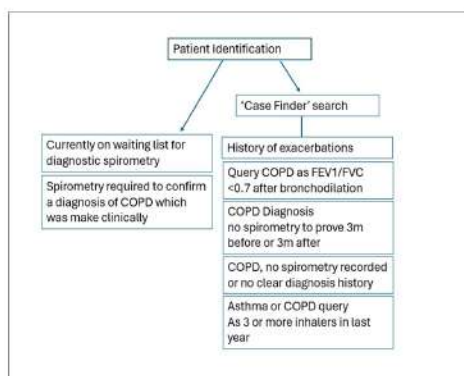 Patient Identification
'Case Finder' search
Currently on waiting list for
diagnostic spirometry
Spirometry required to confirm
a diagnosis of COPD which
was make clinically
History of exacerbations
Query COPD as FEV1/FVC
<0.7 after bronchodilation
COPD Diagnosis
no spirometry to prove 3m
before or 3m after
COPD, no spirometry recorded
or no clear diagnosis history
Asthma or COPD query
As 3 or more inhalers in last
year